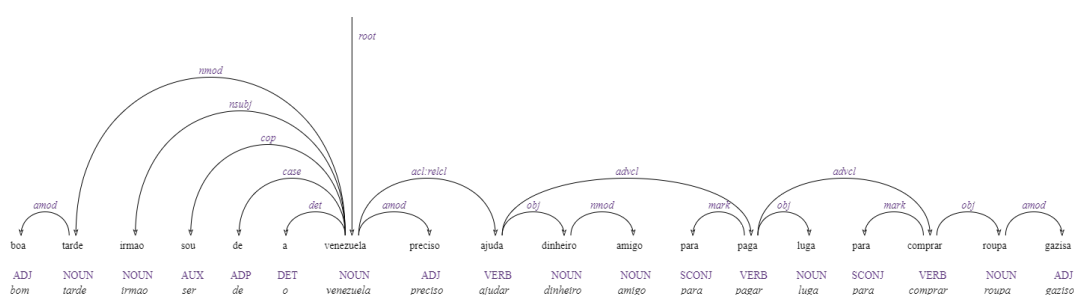 root
nmod
nsubj
cop
case acl:relcl advcl advcl
amod det amod obj nmod mark obj mark obj amod
boa tarde irmao sou de a venezuela preciso ajuda dinheiro amigo para paga luga para comprar roupa gazisa
ADJ NOUN NOUN AUX ADP DET NOUN ADJ VERB NOUN NOUN SCONJ VERB NOUN SCONJ VERB NOUN ADJ
bom tarde irmao ser de o venezuela preciso ajudar dinheiro amigo para pagar luga para comprar roupa gaziso